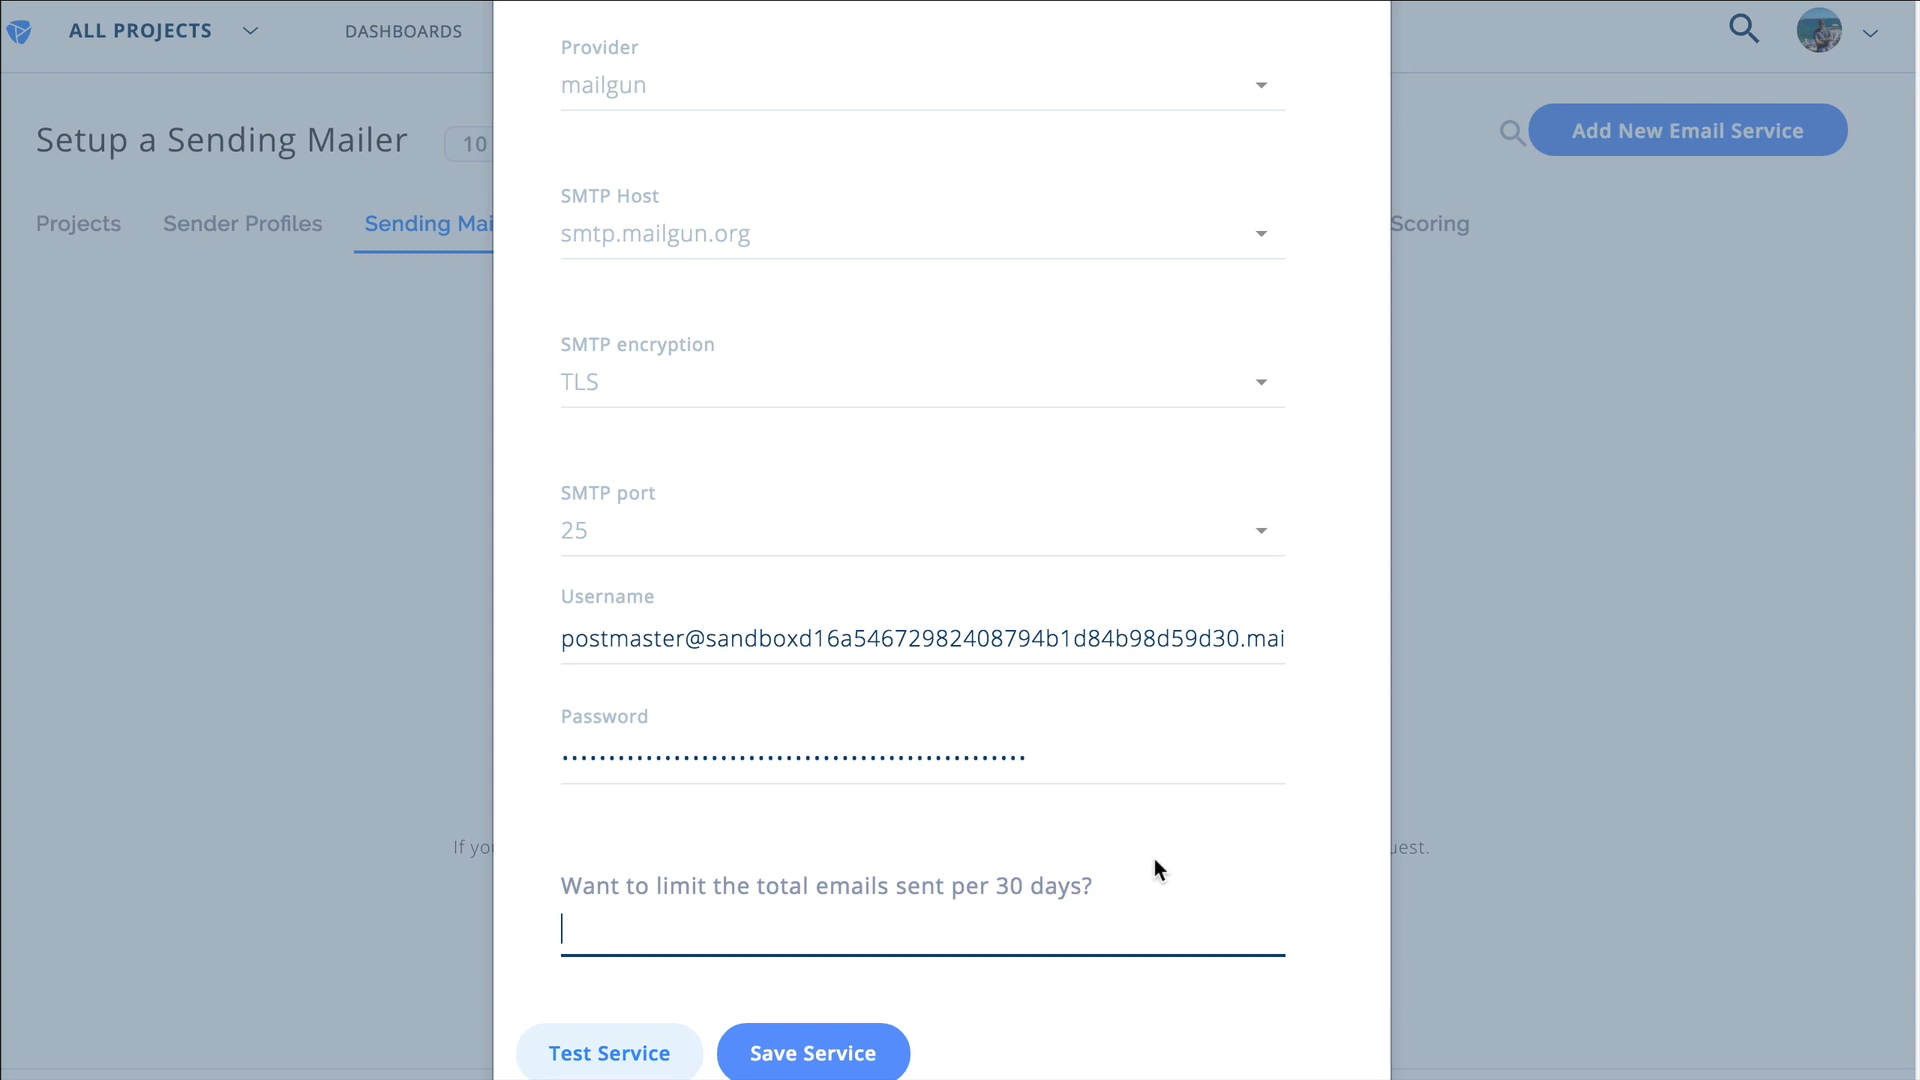 ALL PROJECTS
DASHBOARDS
Setup a Sending Mailer
10
Add New Email Service
Projects
Sender Profiles
Sending Mai
Scoring
Provider
mailgun
SMTP Host
smtp.mailgun.org
SMTP encryption
TLS
SMTP port
25
Username
postmaster@sandboxd16a54672982408794b1d84b98d59d30.mai
Password
If you
uest.
Want to limit the total emails sent per 30 days?
Test Service
Save Service